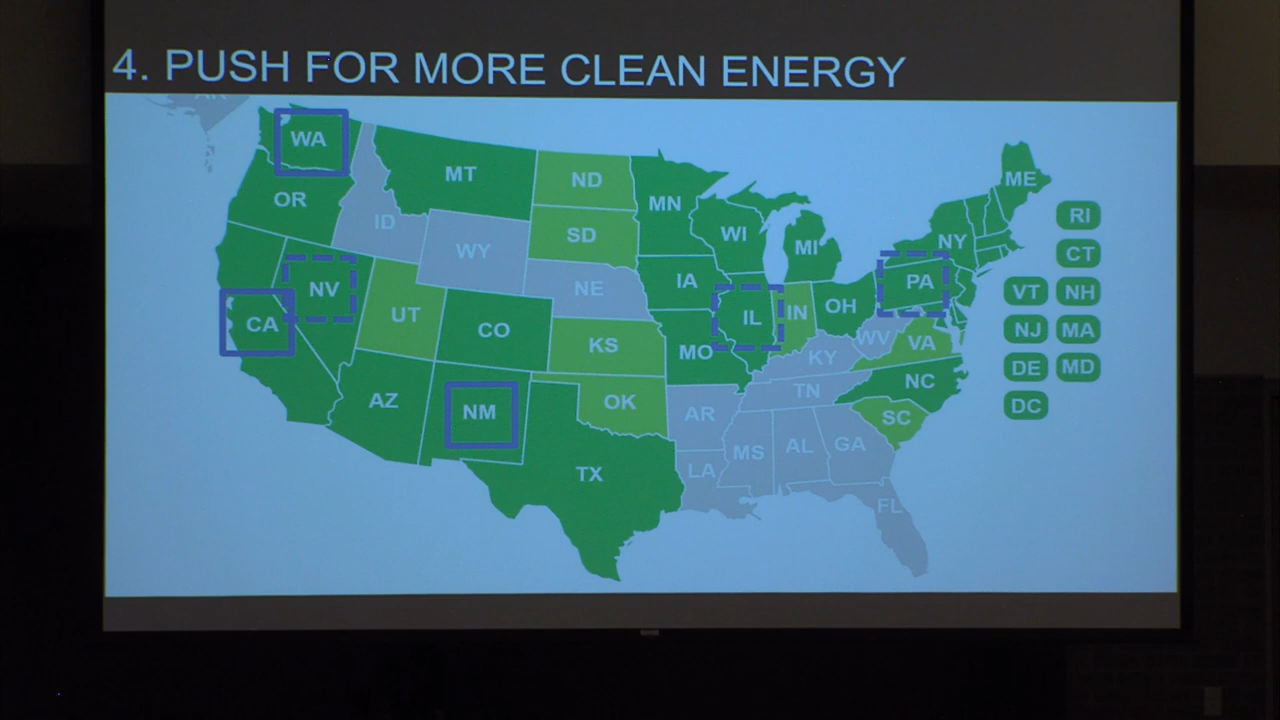 4. PUSH FOR MORE CLEAN ENERGY
AK
WA
MT
ND
MN
ME
OR
ID
WY
SD
WI
MI
NY
RI
CT
NV
UT
CO
NE
IA
IL
IN
OH
PA
VT
NH
CA
KS
MO
KY
WV
VA
NJ
MA
AZ
NM
OK
AR
TN
NC
DE
MD
TX
LA
MS
AL
GA
SC
DC
FL